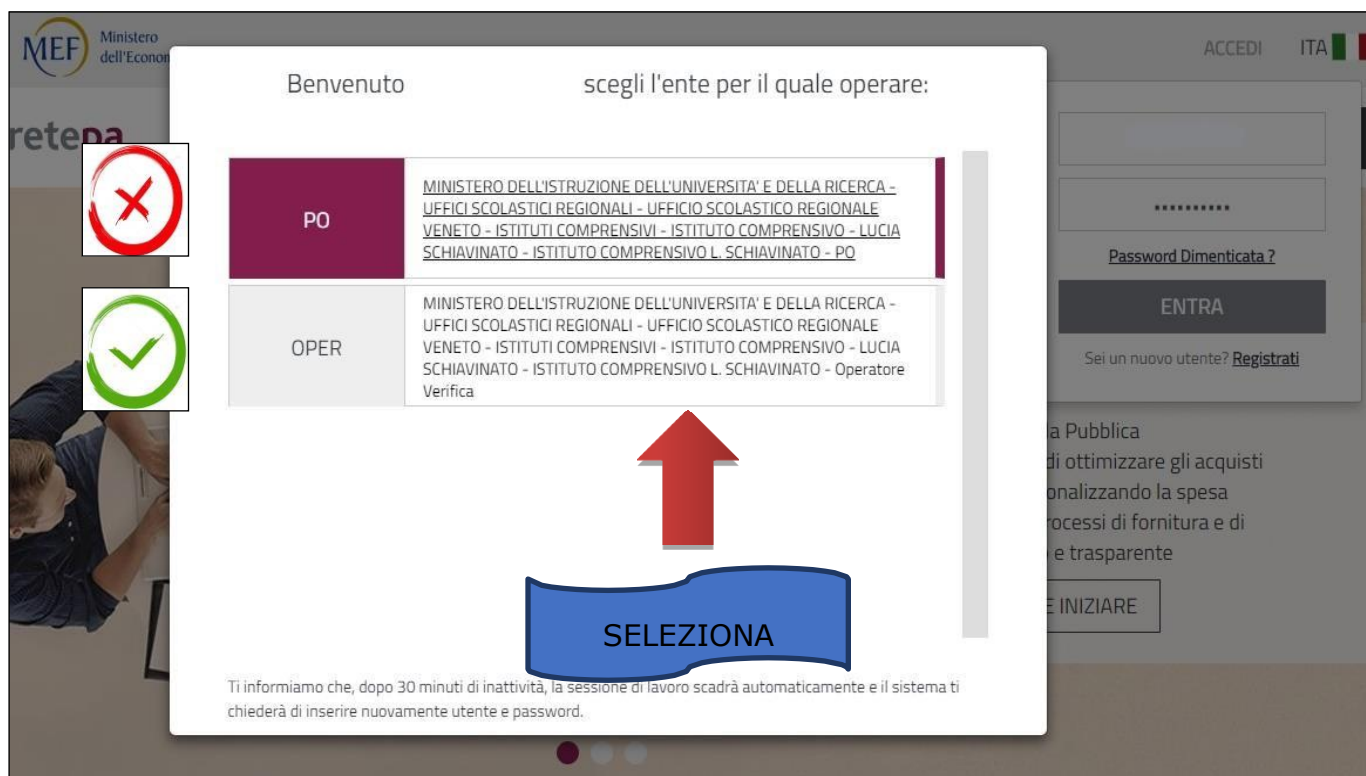 MEF
Ministero
dell'Econom
ACCEDI
ITA
retepa
Benvenuto scegli l'ente per il quale operare:
PO
MINISTERO DELL'ISTRUZIONE DELL'UNIVERSITA' E DELLA RICERCA -
UFFICI SCOLASTICI REGIONALI - UFFICIO SCOLASTICO REGIONALE
VENETO - ISTITUTI COMPRENSIVI - ISTITUTO COMPRENSIVO - LUCIA
SCHIAVINATO - ISTITUTO COMPRENSIVO L. SCHIAVINATO - PO
OPER
MINISTERO DELL'ISTRUZIONE DELL'UNIVERSITA' E DELLA RICERCA -
UFFICI SCOLASTICI REGIONALI - UFFICIO SCOLASTICO REGIONALE
VENETO - ISTITUTI COMPRENSIVI - ISTITUTO COMPRENSIVO - LUCIA
SCHIAVINATO - ISTITUTO COMPRENSIVO L. SCHIAVINATO - Operatore
Verifica
SELEZIONA
Ti informiamo che, dopo 30 minuti di inattività, la sessione di lavoro scadrà automaticamente e il sistema ti
chiederà di inserire nuovamente utente e password.
••••••••••
Password Dimenticata ?
ENTRA
Sei un nuovo utente? Registrati
la Pubblica
di ottimizzare gli acquisti
onalizzando la spesa
rocessi di fornitura e di
o e trasparente
E INIZIARE